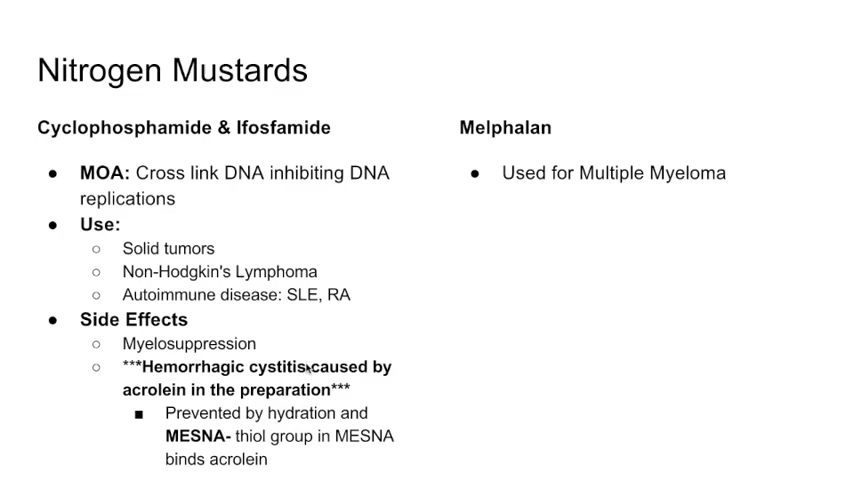 Nitrogen Mustards
Cyclophosphamide & Ifosfamide
● MOA: Cross link DNA inhibiting DNA
replications
● Use:
○ Solid tumors
○ Non-Hodgkin's Lymphoma
○ Autoimmune disease: SLE, RA
● Side Effects
○ Myelosuppression
○ ***Hemorrhagic cystitis caused by
acrolein in the preparation***
■ Prevented by hydration and
MESNA- thiol group in MESNA
binds acrolein
Melphalan
● Used for Multiple Myeloma